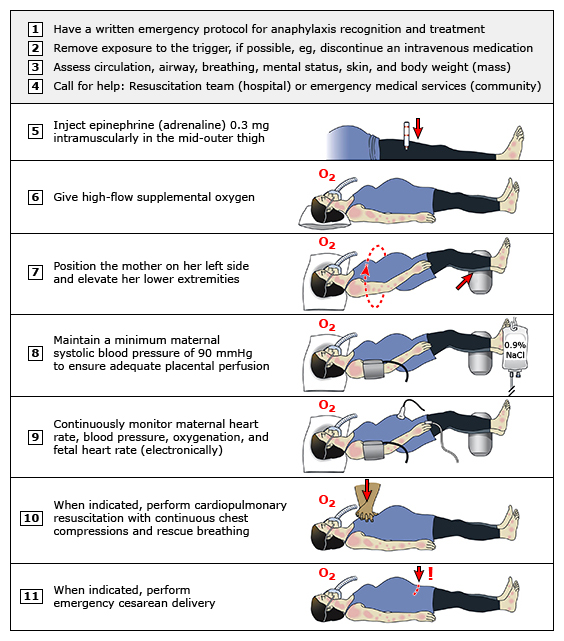 1 Have a written emergency protocol for anaphylaxis recognition and treatment
2 Remove exposure to the trigger, if possible, eg, discontinue an intravenous medication
3 Assess circulation, airway, breathing, mental status, skin, and body weight (mass)
4 Call for help: Resuscitation team (hospital) or emergency medical services (community)
5 Inject epinephrine (adrenaline) 0.3 mg
intramuscularly in the mid-outer thigh
6 Give high-flow supplemental oxygen
O2
7 Position the mother on her left side
and elevate her lower extremities
O2
8 Maintain a minimum maternal
systolic blood pressure of 90 mmHg
to ensure adequate placental perfusion
O2
0.9%
NaCl
9 Continuously monitor maternal heart
rate, blood pressure, oxygenation, and
fetal heart rate (electronically)
O2
10 When indicated, perform cardiopulmonary
resuscitation with continuous chest
compressions and rescue breathing
O2
11 When indicated, perform
emergency cesarean delivery
O2
!